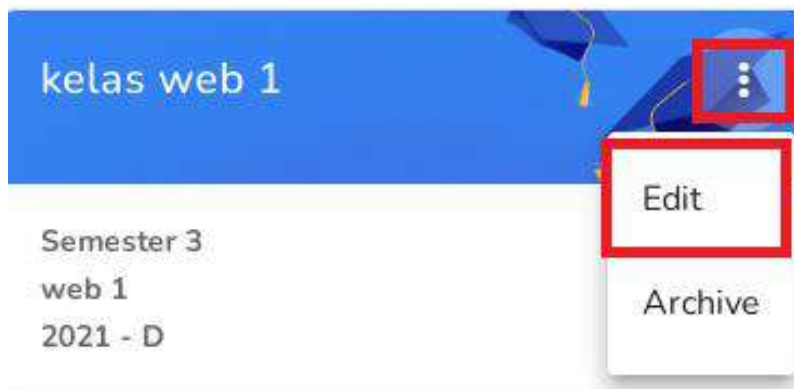 kelas web 1
Edit
Semester 3
web 1
Archive
2021 - D